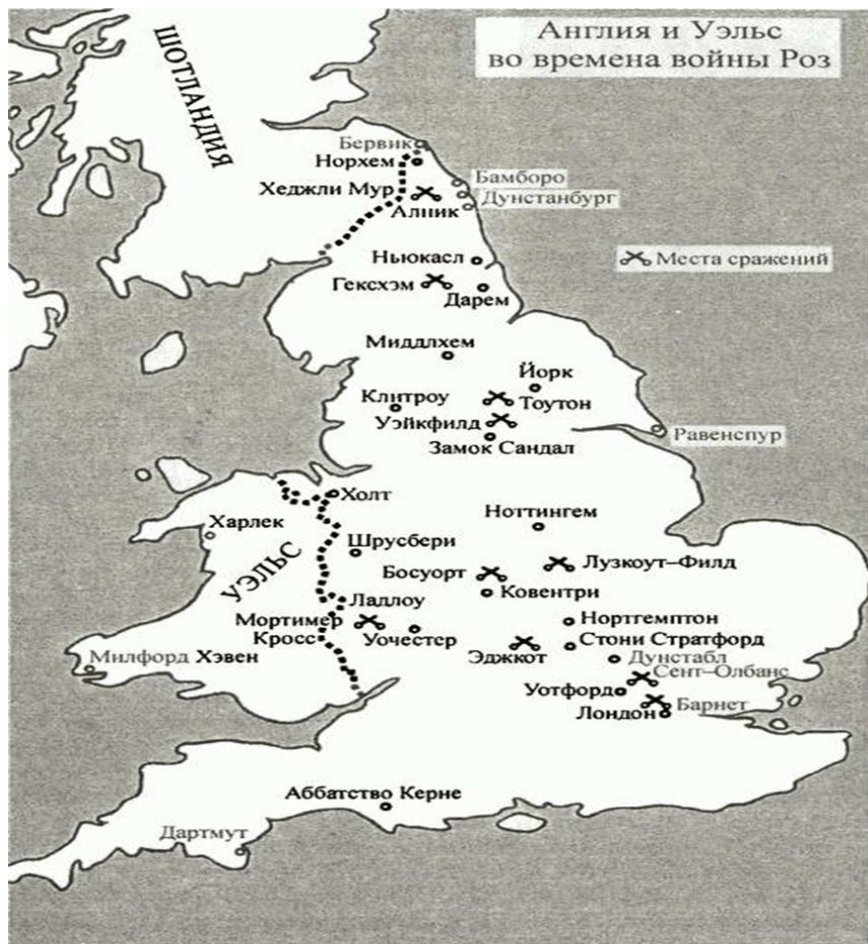 Англия и Уэльс
во времена войны Роз
ШОТЛАНДИЯ
Бервик
Норхем
Бамборо
Хеджли Мур
Дунстанбург
Алник
Ньюкасл
Места сражений
Гексхэм
Дарем
Миддлхем
Йорк
Клитроу
Тоутон
Уэйкфилд
Равенспур
Замок Сандал
Холт
Ноттингем
Харлек
Шрусбери
УЭЛЬС
Лузкоут–Филд
Босуорт
Ковентри
Ладлоу
Мортимер
Кросс
Нортгемптон
Уочестер
Стони Стратфорд
Эджкот
Милфорд Хэвен
Дунстабл
Сент–Олбанс
Уотфорд
Барнет
Лондон
Аббатство Керне
Дартмут